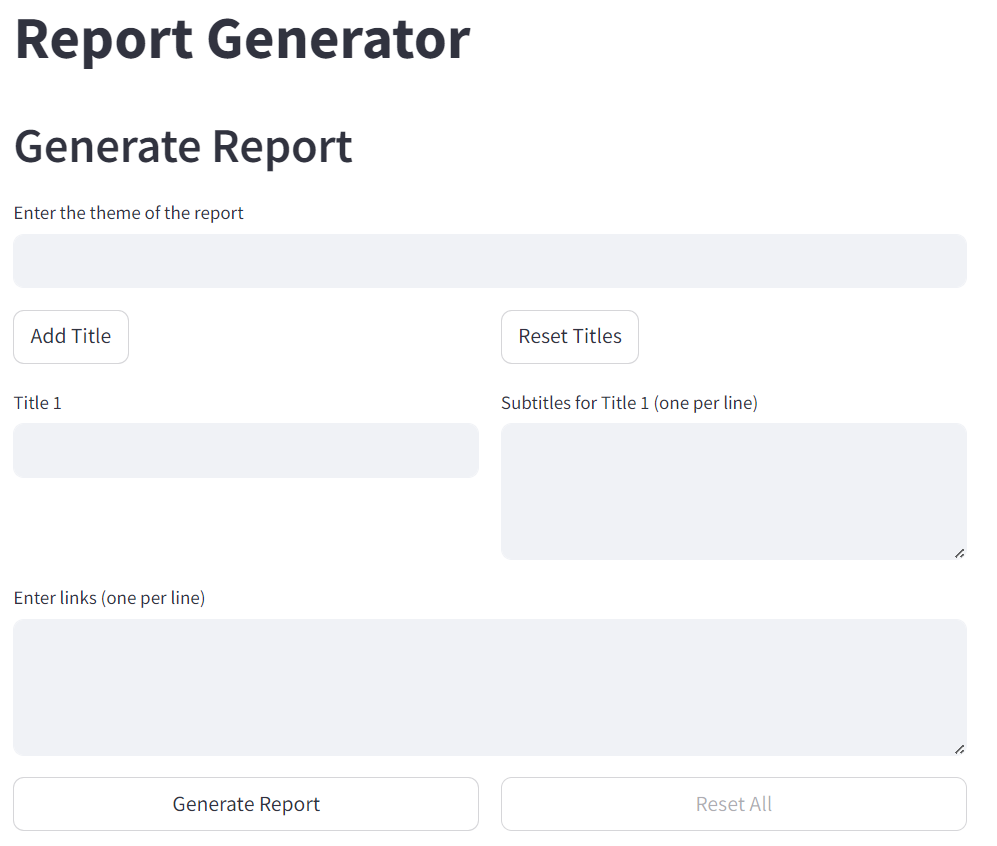 Report Generator
Generate Report
Enter the theme of the report
Add Title
Reset Titles
Title 1
Subtitles for Title 1 (one per line)
Enter links (one per line)
Generate Report
Reset All